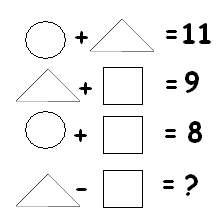 + =11
+ =9
+ =8
- =?